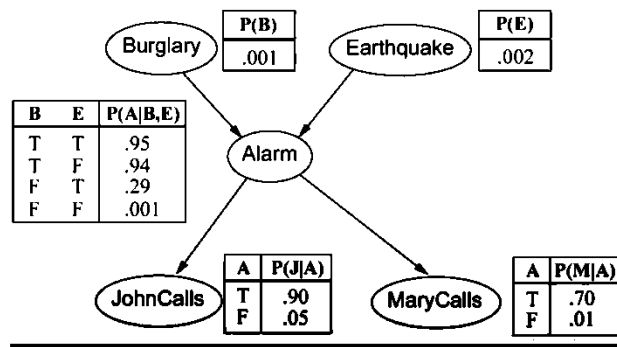 Burglary
P(B)
.001
Earthquake
P(E)
.002
B E P(A|B,E)
T T .95
T F .94
F T .29
F F .001
Alarm
JohnCalls
A P(J|A)
T .90
F .05
MaryCalls
A P(M|A)
T .70
F .01